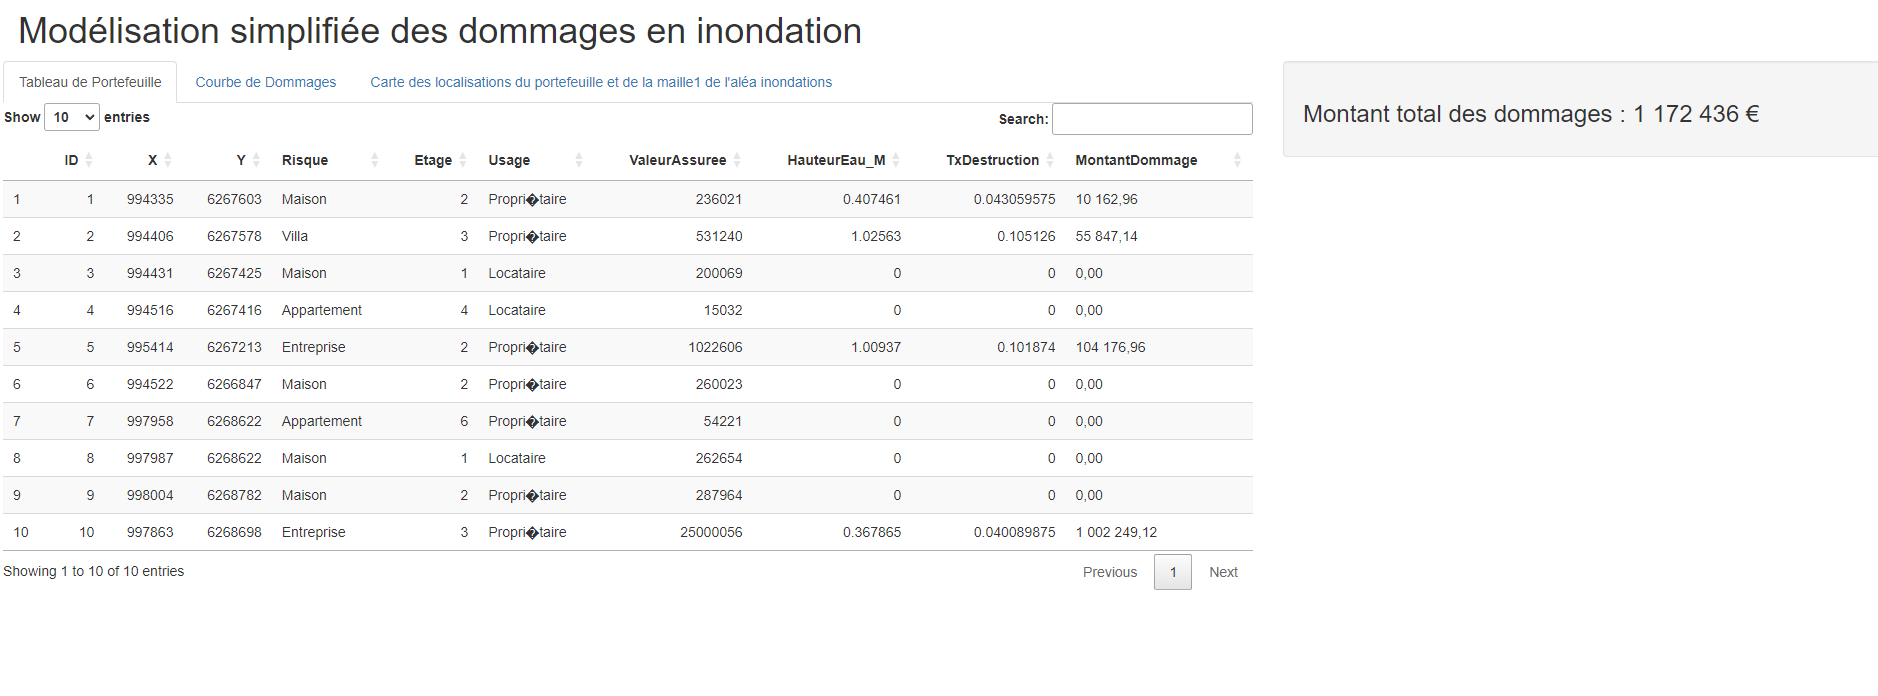 Modélisation simplifiée des dommages en inondation
Tableau de Portefeuille Courbe de Dommages Carte des localisations du portefeuille et de la maille1 de l'aléa inondations
Show 10 entries Search:
ID X Y Risque Etage Usage ValeurAssuree HauteurEau_M TxDestruction MontantDommage
1 1 994335 6267603 Maison 2 Propri�taire 236021 0.407461 0.043059575 10 162,96
2 2 994406 6267578 Villa 3 Propri�taire 531240 1.02563 0.105126 55 847,14
3 3 994431 6267425 Maison 1 Locataire 200069 0 0 0,00
4 4 994516 6267416 Appartement 4 Locataire 15032 0 0 0,00
5 5 995414 6267213 Entreprise 2 Propri�taire 1022606 1.00937 0.101874 104 176,96
6 6 994522 6266847 Maison 2 Propri�taire 260023 0 0 0,00
7 7 997958 6268622 Appartement 6 Propri�taire 54221 0 0 0,00
8 8 997987 6268622 Maison 1 Locataire 262654 0 0 0,00
9 9 998004 6268782 Maison 2 Propri�taire 287964 0 0 0,00
10 10 997863 6268698 Entreprise 3 Propri�taire 25000056 0.367865 0.040089875 1 002 249,12
Showing 1 to 10 of 10 entries Previous 1 Next
Montant total des dommages : 1 172 436 €